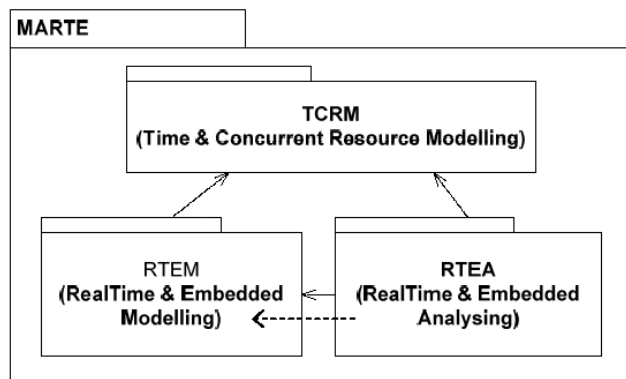 MARTE
TCRM
(Time & Concurrent Resource Modelling)
RTEM
(RealTime & Embedded
Modelling)
RTEA
(RealTime & Embedded
Analysing)